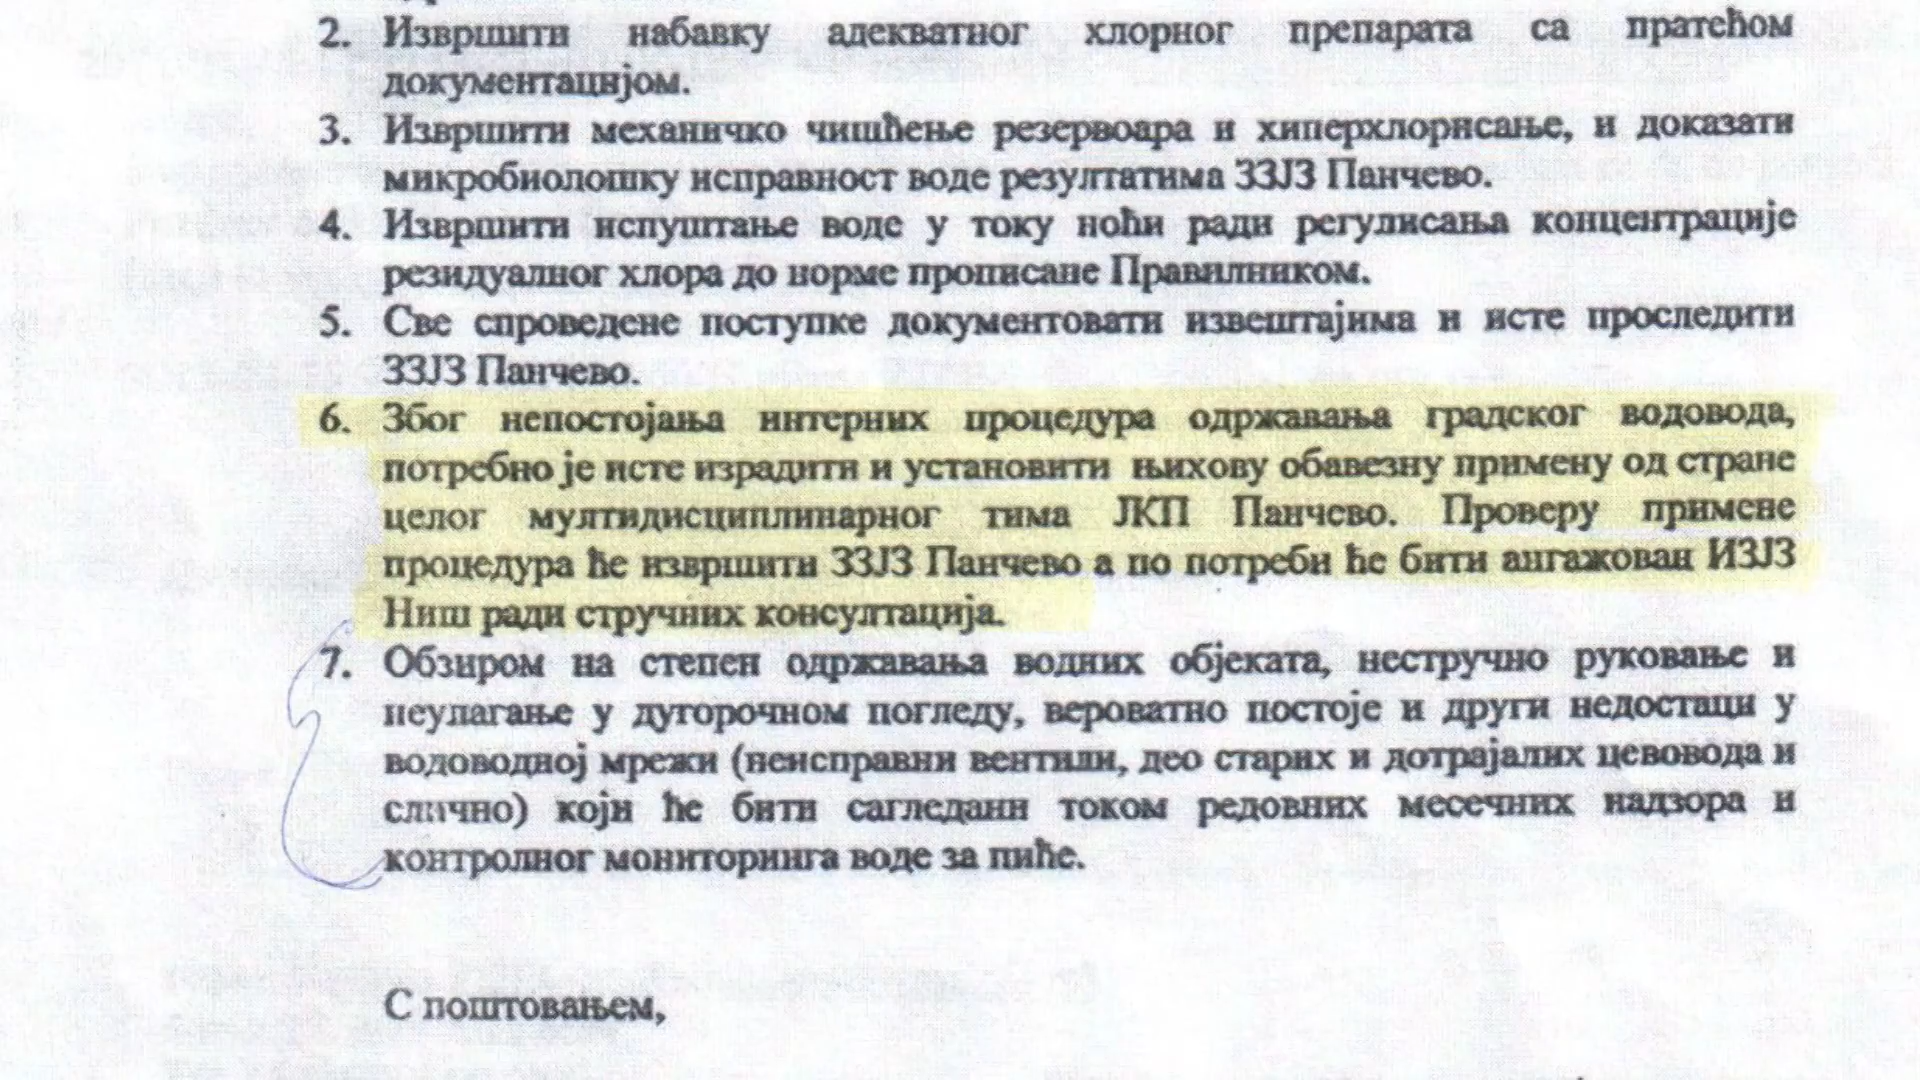 2. Извршити набавку адекватног хлорног препарата са пратећом
документацијом.
3. Извршити механичко чишћење резервоара и хиперхлорисање, и доказати
микробиолошку исправност воде резултатима ЗЗЈЗ Панчево.
4. Извршити испуштање воде у току ноћи ради регулисања концентрације
резидуалног хлора до норме прописане Правилником.
5. Све спроведене поступке документовати извештајима и исте проследити
ЗЗЈЗ Панчево.
6. Због непостојања интерних процедура одржавања градског водовода,
потребно је исте израдити и установити њихову обавезну примену од стране
целог мултидисциплинарног тима ЈКП Панчево. Проверу примене
процедура ће извршити ЗЗЈЗ Панчево а по потреби ће бити ангажован ИЗЈЗ
Ниш ради стручних консултација.
7. Обзиром на степен одржавања водних објеката, нестручно руковање и
неулагање у дугорочном погледу, вероватно постоје и други недостаци у
водоводној мрежи (неисправни вентили, део старих и дотрајалих цевовода и
слично) који ће бити сагледани током редовних месечних надзора и
контролног мониторинга воде за пиће.
С поштовањем,